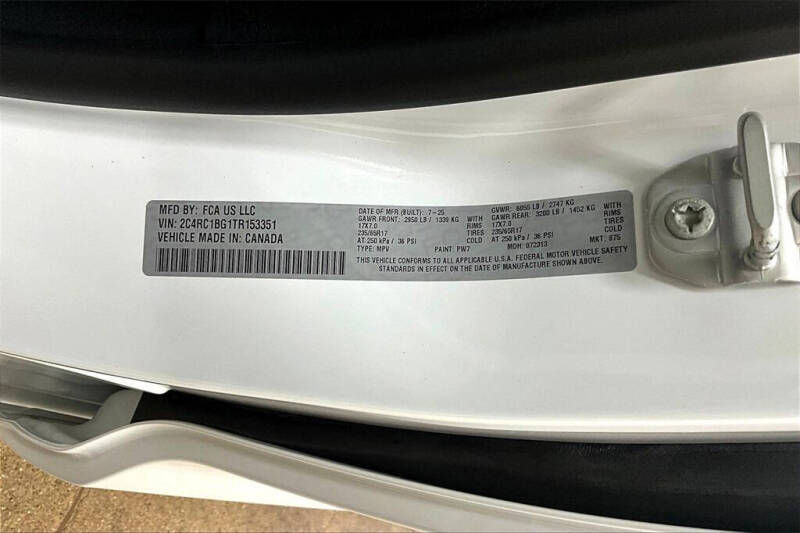 MFD BY: FCA US LLC
VIN: 2C4RC1BG1TR153351
VEHICLE MADE IN: CANADA
DATE OF MFR.(BUILT): 7-25 GVWR: 6050 LB / 2747 KG
GAWR FRONT: 2950 LB / 1339 KG WITH GAWR REAR: 3200 LB / 1452 KG WITH
17X7.0 RIMS 17X7.0 RIMS
235/65R17 TIRES 235/65R17 TIRES
AT 250 kPa / 36 PSI COLD AT 250 kPa / 36 PSI COLD
TYPE: MPV PAINT: PW7 MDH: 072313 MKT: 875
THIS VEHICLE CONFORMS TO ALL APPLICABLE U.S.A. FEDERAL MOTOR VEHICLE SAFETY
STANDARDS IN EFFECT ON THE DATE OF MANUFACTURE SHOWN ABOVE.